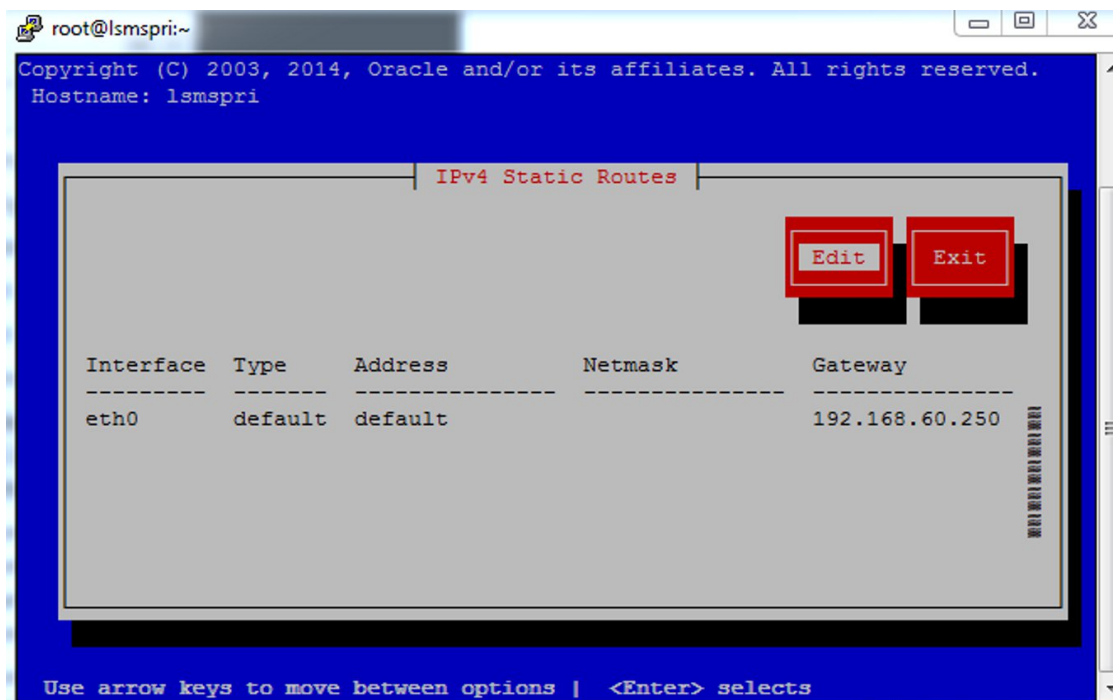 root@lsmspri:~
Copyright (C) 2003, 2014, Oracle and/or its affiliates. All rights reserved.
Hostname: lsmspri
IPv4 Static Routes
Edit Exit
Interface Type Address Netmask Gateway
--------- ------- --------------- --------------- ---------------
eth0 default default 192.168.60.250
Use arrow keys to move between options | <Enter> selects